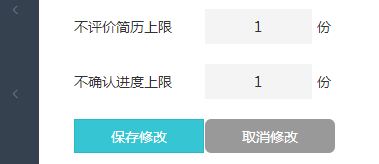 不评价简历上限 1 份
不确认进度上限 1 份
保存修改 取消修改